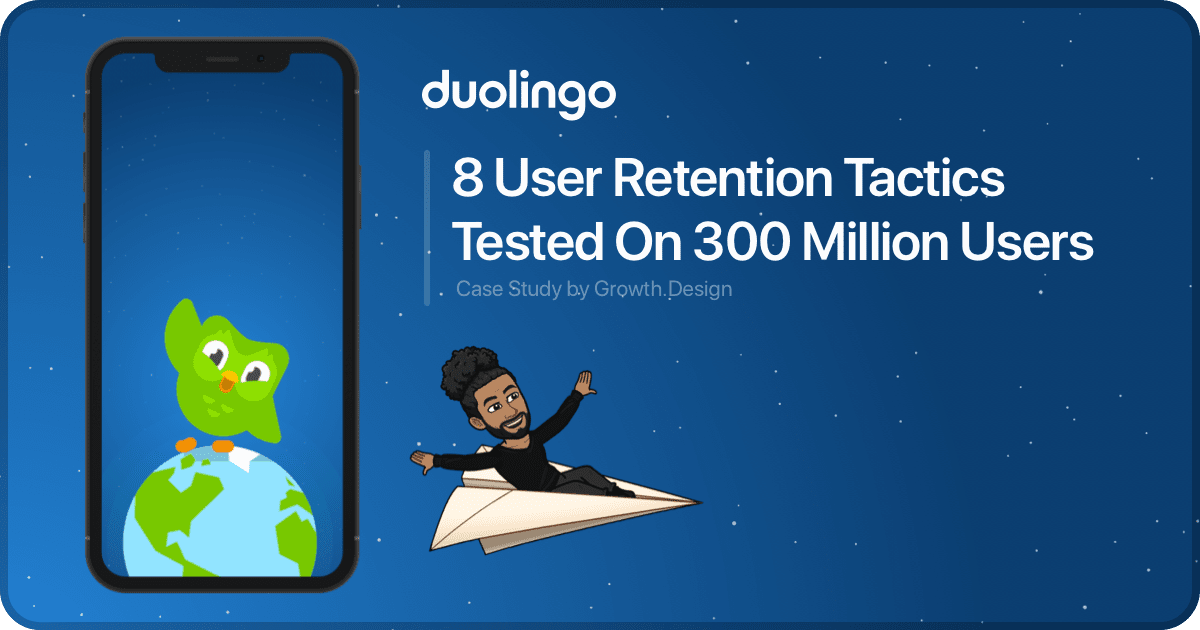 duolingo
8 User Retention Tactics
Tested On 300 Million Users
Case Study by Growth.Design